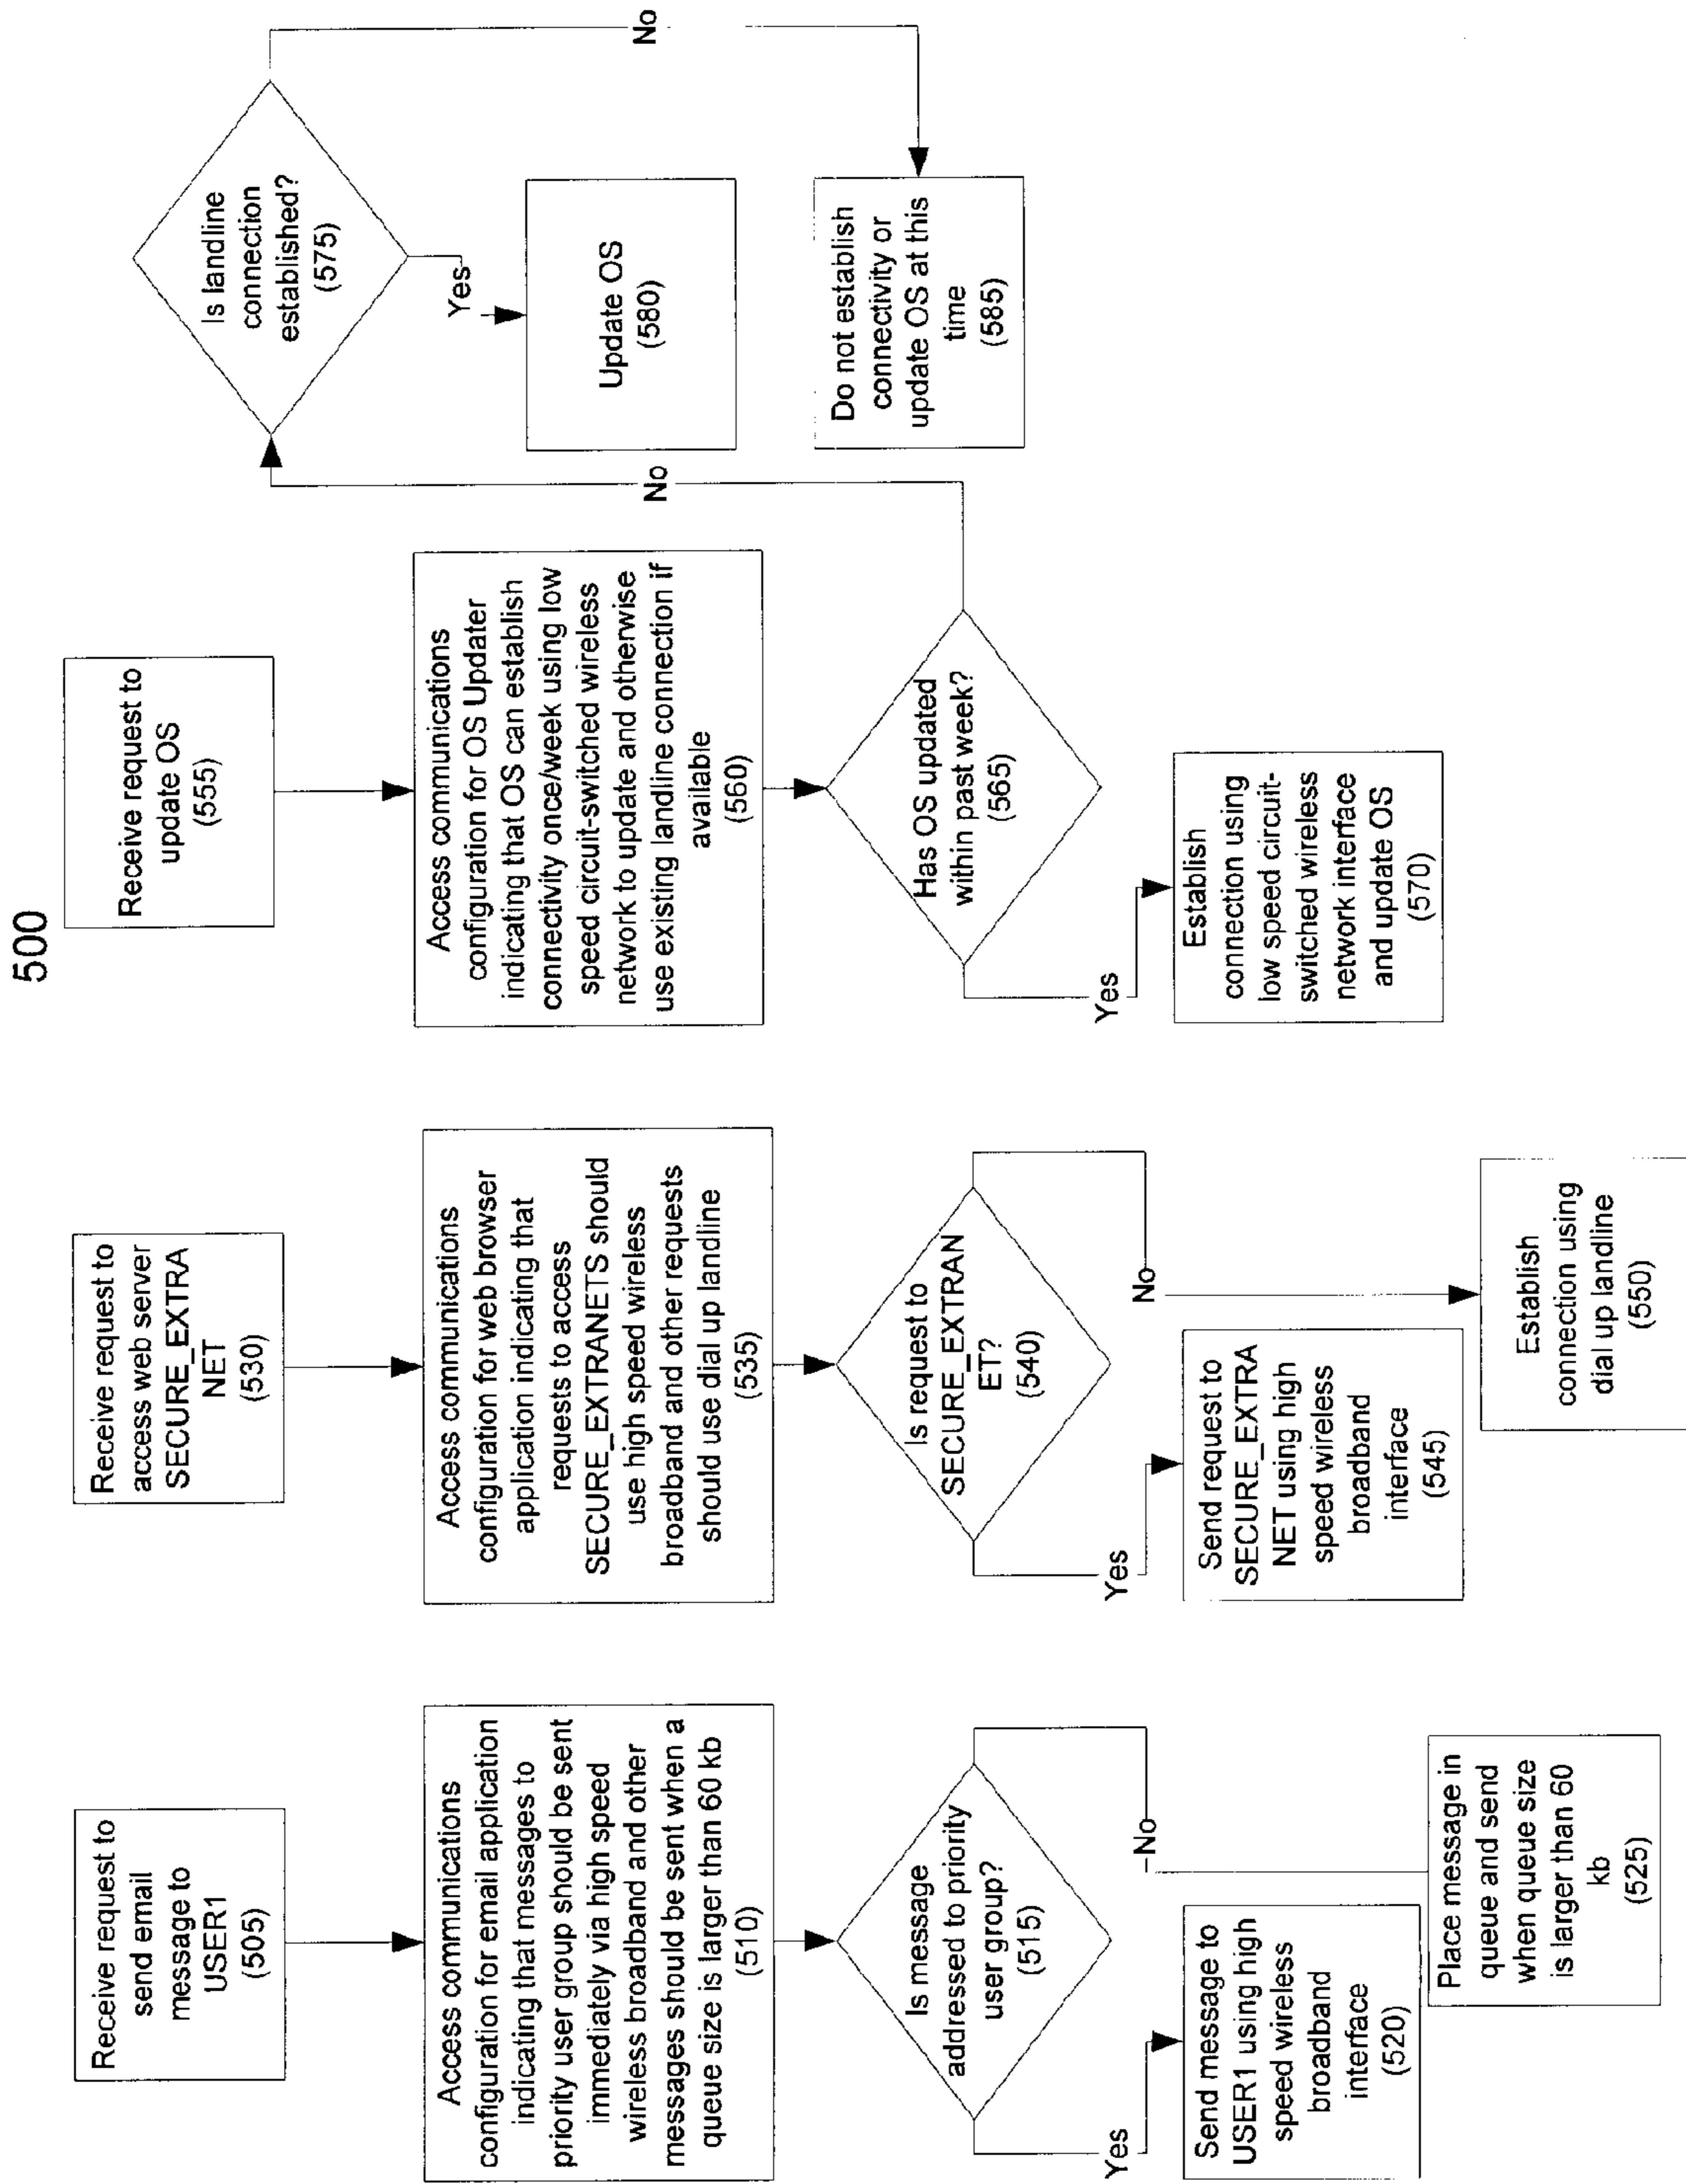 500
Receive request to
send email
message to
USER1
(505)
Access communications
configuration for email application
indicating that messages to
priority user group should be sent
immediately via high speed
wireless broadband and other
messages should be sent when a
queue size is larger than 60 kb
(510)
Is message
addressed to priority
user group?
(515)
Yes
No
Send message to
USER1 using high
speed wireless
broadband
interface
(520)
Place message in
queue and send
when queue size
is larger than 60
kb
(525)
Receive request to
access web server
SECURE_EXTRA
NET
(530)
Access communications
configuration for web browser
application indicating that
requests to access
SECURE_EXTRANETS should
use high speed wireless
broadband and other requests
should use dial up landline
(535)
Is request to
SECURE_EXTRAN
ET?
(540)
Yes
No
Send request to
SECURE_EXTRA
NET using high
speed wireless
broadband
interface
(545)
Establish
connection using
dial up landline
(550)
Receive request to
update OS
(555)
Access communications
configuration for OS Updater
indicating that OS can establish
connectivity once/week using low
speed circuit-switched wireless
network to update and otherwise
use existing landline connection if
available
(560)
Has OS updated
within past week?
(565)
Yes
No
Establish
connection using
low speed circuit-
switched wireless
network interface
and update OS
(570)
Is landline
connection
established?
(575)
Yes
No
Update OS
(580)
Do not establish
connectivity or
update OS at this
time
(585)